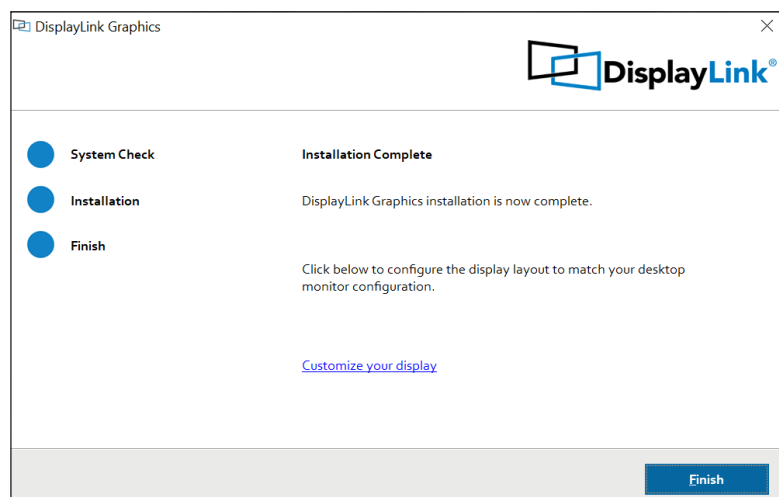 DisplayLink Graphics
DisplayLink®
System Check
Installation Complete
Installation
DisplayLink Graphics installation is now complete.
Finish
Click below to configure the display layout to match your desktop
monitor configuration.
Customize your display
Finish